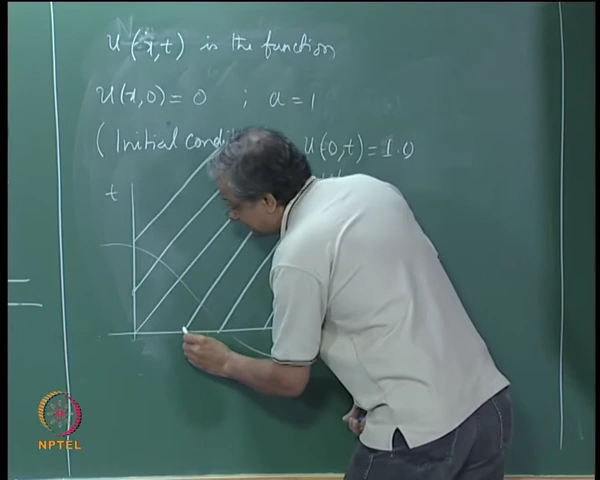 u(x,t) is the function
u(x,0) = 0 ; a = 1
(Initial condi u(0,t) = 1.0
t
NPTEL